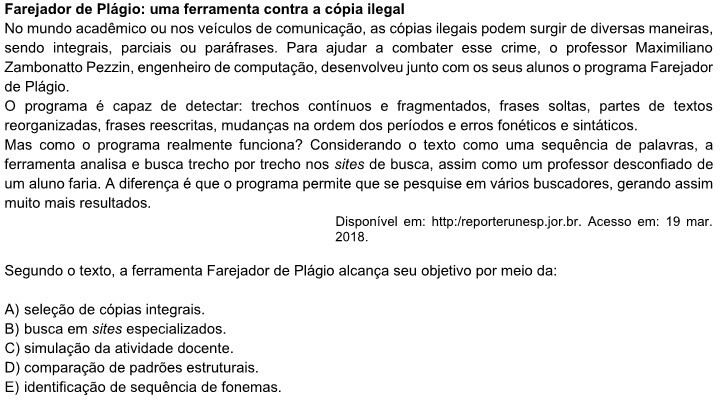 Farejador de Plágio: uma ferramenta contra a cópia ilegal
No mundo acadêmico ou nos veículos de comunicação, as cópias ilegais podem surgir de diversas maneiras,
sendo integrais, parciais ou paráfrases. Para ajudar a combater esse crime, o professor Maximiliano
Zambonatto Pezzin, engenheiro de computação, desenvolveu junto com os seus alunos o programa Farejador
de Plágio.
O programa é capaz de detectar: trechos contínuos e fragmentados, frases soltas, partes de textos
reorganizadas, frases reescritas, mudanças na ordem dos períodos e erros fonéticos e sintáticos.
Mas como o programa realmente funciona? Considerando o texto como uma sequência de palavras, a
ferramenta analisa e busca trecho por trecho nos sites de busca, assim como um professor desconfiado de
um aluno faria. A diferença é que o programa permite que se pesquise em vários buscadores, gerando assim
muito mais resultados.
Disponível em: http:/reporterunesp.jor.br. Acesso em: 19 mar.
2018.
Segundo o texto, a ferramenta Farejador de Plágio alcança seu objetivo por meio da:
A) seleção de cópias integrais.
B) busca em sites especializados.
C) simulação da atividade docente.
D) comparação de padrões estruturais.
E) identificação de sequência de fonemas.